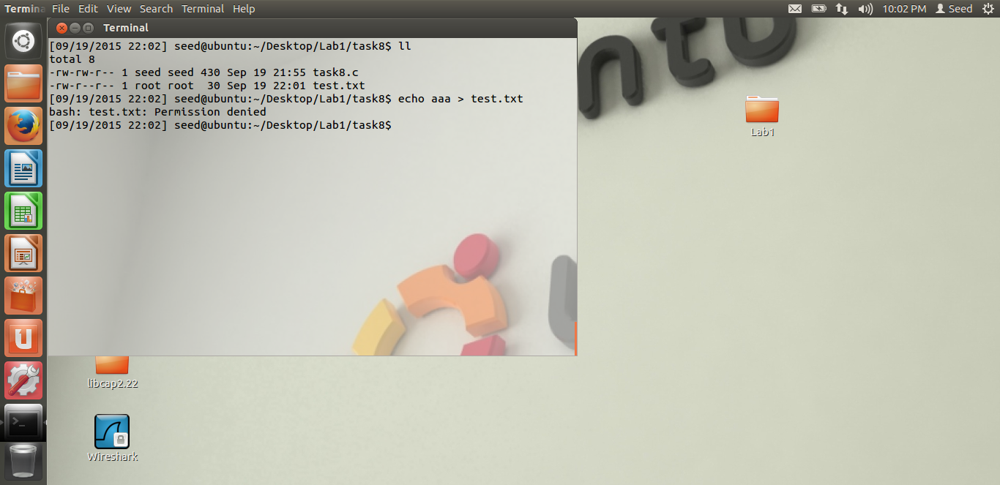 Termina File Edit View Search Terminal Help 10:02 PM Seed
Terminal
[09/19/2015 22:02] seed@ubuntu:~/Desktop/Lab1/task8$ ll
total 8
-rw-rw-r-- 1 seed seed 430 Sep 19 21:55 task8.c
-rw-r--r-- 1 root root  30 Sep 19 22:01 test.txt
[09/19/2015 22:02] seed@ubuntu:~/Desktop/Lab1/task8$ echo aaa > test.txt
bash: test.txt: Permission denied
[09/19/2015 22:02] seed@ubuntu:~/Desktop/Lab1/task8$
ntu
Lab1
libcap2.22
Wireshark